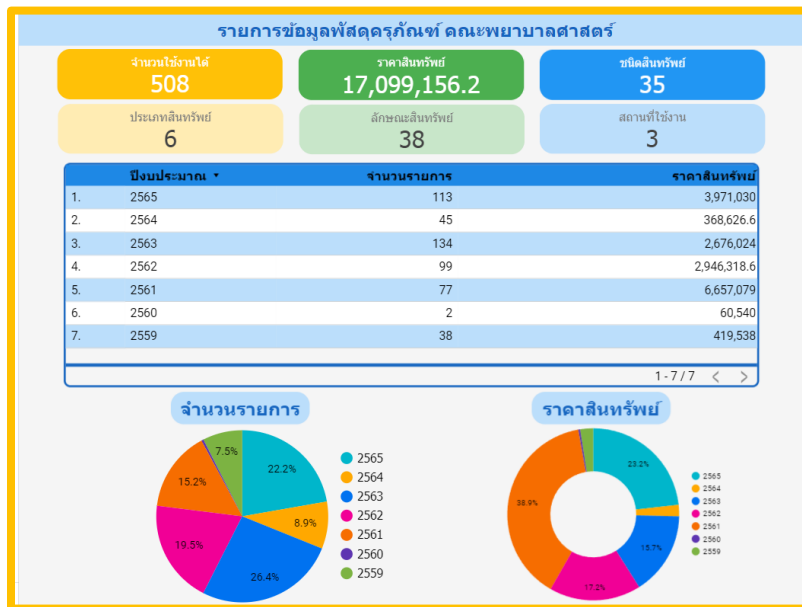 รายการข้อมูลพัสดุครุภัณฑ์ คณะพยาบาลศาสตร์
จำนวนใช้งานได้
508
ราคาสินทรัพย์
17,099,156.2
ชนิดสินทรัพย์
35
ประเภทสินทรัพย์
6
ลักษณะสินทรัพย์
38
สถานที่ใช้งาน
3
ปีงบประมาณ จำนวนรายการ ราคาสินทรัพย์
1. 2565 113 3,971,030
2. 2564 45 368,626.6
3. 2563 134 2,676,024
4. 2562 99 2,946,318.6
5. 2561 77 6,657,079
6. 2560 2 60,540
7. 2559 38 419,538
1 - 7 / 7 < >
จำนวนรายการ
22.2%
8.9%
26.4%
19.5%
15.2%
7.5%
2565
2564
2563
2562
2561
2560
2559
ราคาสินทรัพย์
23.2%
15.7%
17.2%
38.9%
2565
2564
2563
2562
2561
2560
2559